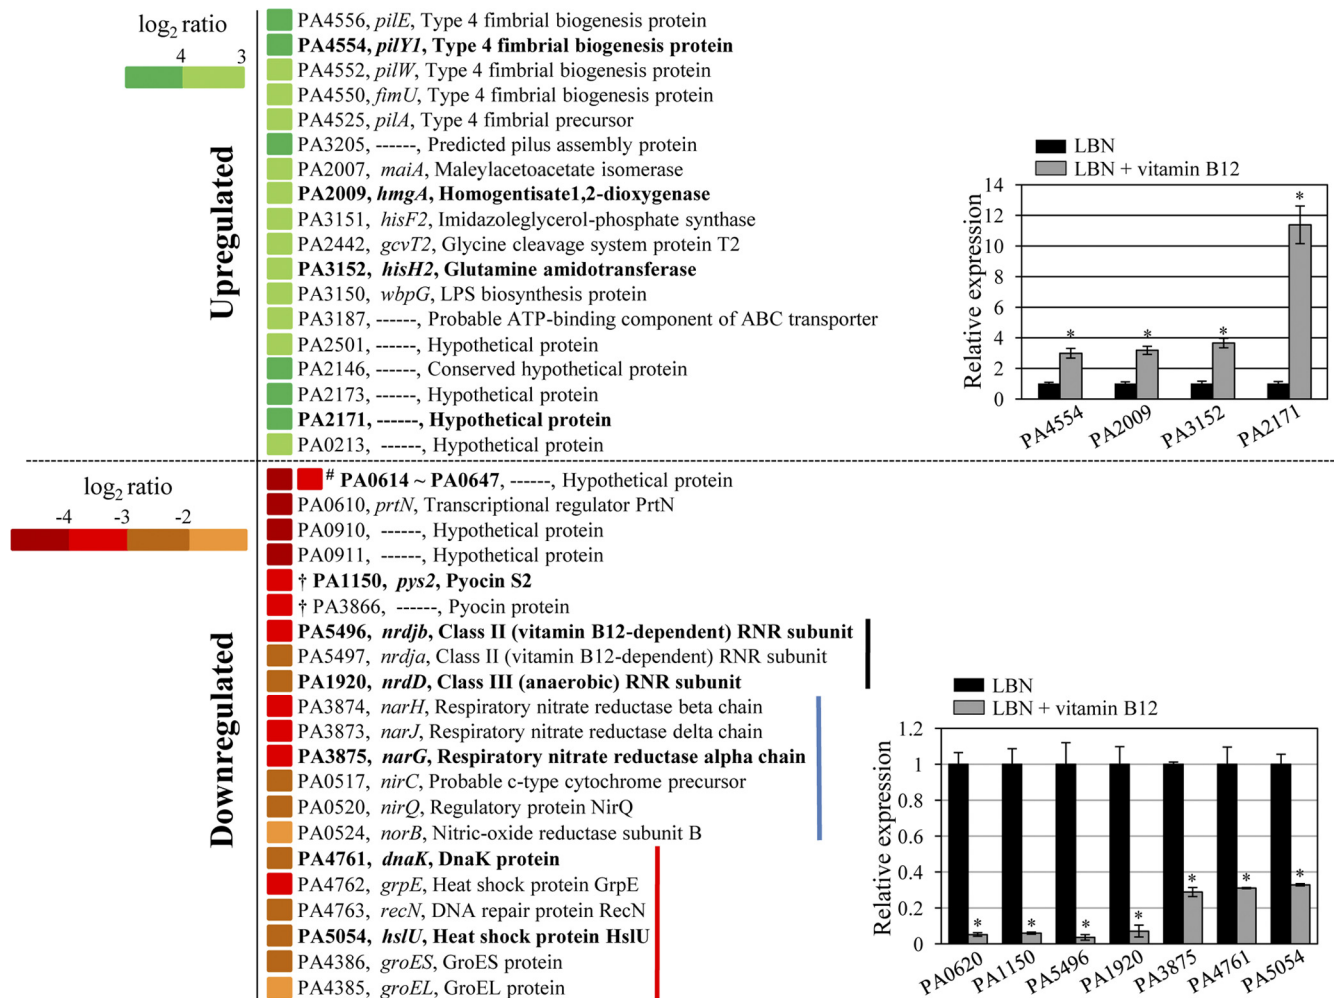 log2 ratio
4 3
Upregulated
PA4556, pilE, Type 4 fimbrial biogenesis protein
PA4554, pilY1, Type 4 fimbrial biogenesis protein
PA4552, pilW, Type 4 fimbrial biogenesis protein
PA4550, fimU, Type 4 fimbrial biogenesis protein
PA4525, pilA, Type 4 fimbrial precursor
PA3205, ------, Predicted pilus assembly protein
PA2007, maiA, Maleylacetoacetate isomerase
PA2009, hmgA, Homogentisate1,2-dioxygenase
PA3151, hisF2, Imidazoleglycerol-phosphate synthase
PA2442, gcvT2, Glycine cleavage system protein T2
PA3152, hisH2, Glutamine amidotransferase
PA3150, wbpG, LPS biosynthesis protein
PA3187, ------, Probable ATP-binding component of ABC transporter
PA2501, ------, Hypothetical protein
PA2146, ------, Conserved hypothetical protein
PA2173, ------, Hypothetical protein
PA2171, ------, Hypothetical protein
PA0213, ------, Hypothetical protein
LBN
LBN + vitamin B12
Relative expression
14
12
10
8
6
4
2
0
* * * *
PA4554 PA2009 PA3152 PA2171
log2 ratio
-4 -3 -2
Downregulated
# PA0614 ~ PA0647, ------, Hypothetical protein
PA0610, prtN, Transcriptional regulator PrtN
PA0910, ------, Hypothetical protein
PA0911, ------, Hypothetical protein
† PA1150, pys2, Pyocin S2
† PA3866, ------, Pyocin protein
PA5496, nrdjb, Class II (vitamin B12-dependent) RNR subunit
PA5497, nrdja, Class II (vitamin B12-dependent) RNR subunit
PA1920, nrdD, Class III (anaerobic) RNR subunit
PA3874, narH, Respiratory nitrate reductase beta chain
PA3873, narJ, Respiratory nitrate reductase delta chain
PA3875, narG, Respiratory nitrate reductase alpha chain
PA0517, nirC, Probable c-type cytochrome precursor
PA0520, nirQ, Regulatory protein NirQ
PA0524, norB, Nitric-oxide reductase subunit B
PA4761, dnaK, DnaK protein
PA4762, grpE, Heat shock protein GrpE
PA4763, recN, DNA repair protein RecN
PA5054, hslU, Heat shock protein HslU
PA4386, groES, GroES protein
PA4385, groEL, GroEL protein
LBN
LBN + vitamin B12
Relative expression
1.2
1
0.8
0.6
0.4
0.2
0
* * * * * * *
PA0620 PA1150 PA5496 PA1920 PA3875 PA4761 PA5054